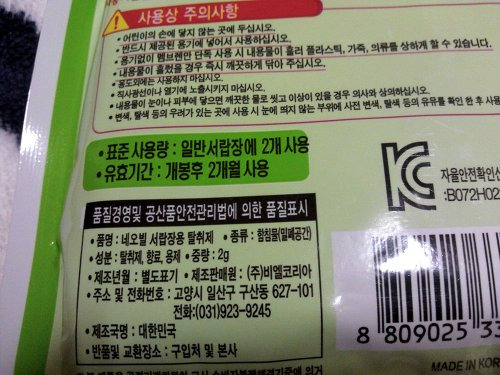 사용상 주의사항
• 어린이의 손에 닿지 않는 곳에 두십시오.
• 반드시 제공된 용기에 넣어서 사용하십시오.
• 용기없이 멤브렌만 단독 사용 시 내용물이 흘러 플라스틱, 가죽, 의류를 상하게 할 수 있습니다.
• 내용물이 흘렀을 경우 즉시 깨끗하게 닦아 주십시오.
• 용도외에는 사용하지 마십시오.
• 직사광선이나 열기에 노출시키지 마십시오.
• 내용물이 눈이나 피부에 닿으면 깨끗한 물로 씻고 이상이 있을 경우 의사와 상의하십시오.
• 변색, 탈색 등의 우려가 있는 곳에 사용 시 눈에 띄지 않는 부위에 사전 변색, 탈색 등의 유무를 확인 한 후 사용
• 표준 사용량 : 일반서랍장에 2개 사용
• 유효기간 : 개봉후 2개월 사용
자율안전확인신
:B072H02
품질경영및 공산품안전관리법에 의한 품질표시
• 품명 : 네오빌 서랍장용 탈취제 • 종류 : 함침물(밀폐공간)
• 성분 : 탈취제, 향료, 용제 • 중량 : 2g
• 제조년월 : 별도표기 • 제조판매원 : (주)비엘코리아
• 주소 및 전화번호 : 고양시 일산구 구산동 627-101
전화:(031)923-9245
• 제조국명 : 대한민국
• 반품및 교환장소 : 구입처 및 본사
8 809025 33
MADE IN KOR